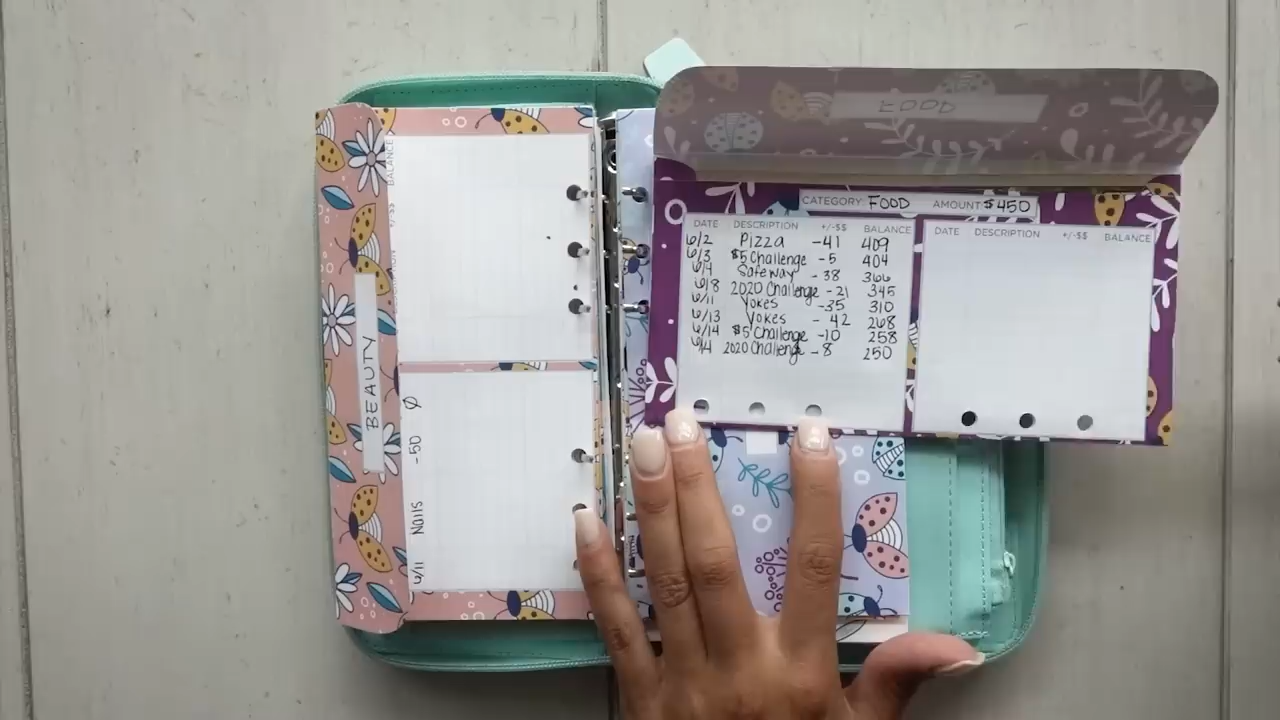 FOOD
CATEGORY: FOOD AMOUNT $450
DATE DESCRIPTION +/-$$ BALANCE
6/2 Pizza -41 409
6/3 $5 Challenge -5 404
6/4 Safeway -38 366
6/8 2020 Challenge -21 345
6/11 Yokes -35 310
6/13 Yokes -42 268
6/14 $5 Challenge -10 258
6/14 2020 Challenge -8 250
DATE DESCRIPTION +/-$$ BALANCE
BEAUTY
BALANCE
+/-$$
6/11 Nails -50 Ø